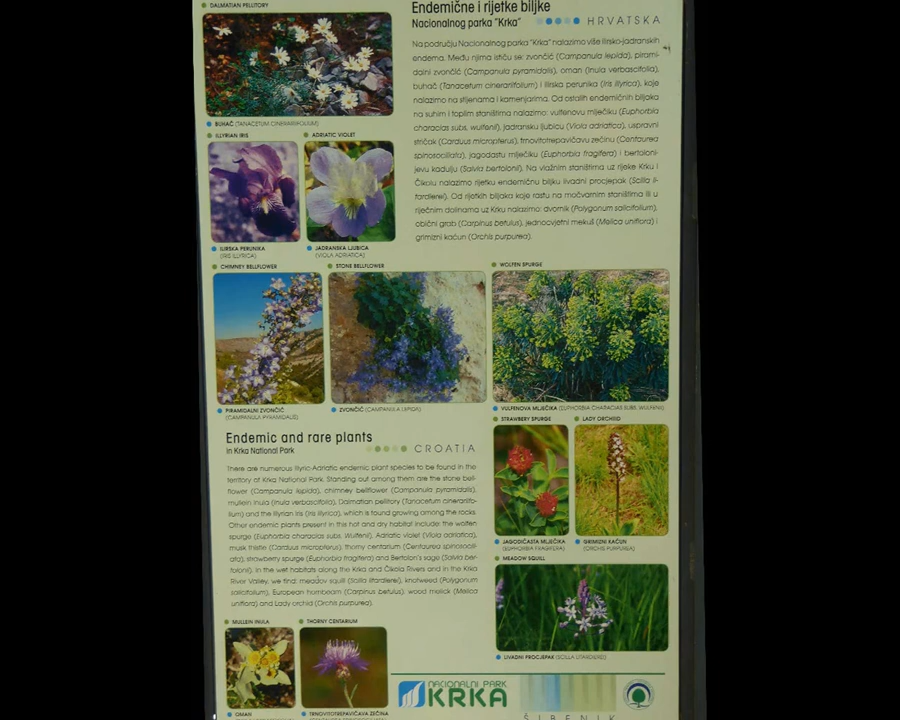 DALMATIAN PELLITORY
Endemične i rijetke biljke
Nacionalnog parka "Krka"
HRVATSKA
Na području Nacionalnog parka "Krka" nalazimo više ilirsko-jadranskih
endema. Među njima ističu se: zvončić (Campanula lepida), pirami-
dalni zvončić (Campanula pyramidalis), oman (Inula verbascifolia),
buhač (Tanacetum cinerariifolium) i ilirska perunika (Iris illyrica), koje
nalazimo na stijenama i kamenjarima. Od ostalih endemičnih biljaka
na suhim i toplim staništima nalazimo: vulfenovu mlječiku (Euphorbia
characias subs. wulfenii), jadransku ljubicu (Viola adriatica), uspravni
stričak (Carduus micropterus), trnovitotrepavičavu zečinu (Centaurea
spinosociliata), jagodastu mlječiku (Euphorbia fragifera) i bertoloni-
jevu kadulju (Salvia bertolonii). Na vlažnim staništima uz rijeke Krku i
Čikolu nalazimo rijetku endemičnu biljku livadni procjepak (Scilla li-
tardierei). Od rijetkih biljaka koje rastu na močvarnim staništima ili u
riječnim dolinama uz Krku nalazimo: dvornik (Polygonum salicifolium),
obični grab (Carpinus betulus), jednocvjetni mekuš (Melica uniflora) i
grimizni kaćun (Orchis purpurea).
BUHAČ (TANACETUM CINERARIIFOLIUM)
ILLYRIAN IRIS
ADRIATIC VIOLET
ILIRSKA PERUNIKA
(IRIS ILLYRICA)
JADRANSKA LJUBICA
(VIOLA ADRIATICA)
CHIMNEY BELLFLOWER
STONE BELLFLOWER
WOLFEN SPURGE
PIRAMIDALNI ZVONČIĆ
(CAMPANULA PYRAMIDALIS)
ZVONČIĆ (CAMPANULA LEPIDA)
VULFENOVA MLJEČIKA (EUPHORBIA CHARACIAS SUBS. WULFENII)
STRAWBERY SPURGE
LADY ORCHID
Endemic and rare plants
in Krka National Park
CROATIA
There are numerous Illyric-Adriatic endemic plant species to be found in the
territory of Krka National Park. Standing out among them are the stone bell-
flower (Campanula lepida), chimney bellflower (Campanula pyramidalis),
mullein inula (Inula verbascifolia), Dalmatian pellitory (Tanacetum cinerariifo-
lium) and the Illyrian Iris (Iris illyrica), which is found growing among the rocks.
Other endemic plants present in this hot and dry habitat include: the wolfen
spurge (Euphorbia characias subs. Wulfenii), Adriatic violet (Viola adriatica),
musk thistle (Carduus micropterus), thorny centarium (Centaurea spinosocili-
ata), strawberry spurge (Euphorbia fragifera) and Bertoloni's sage (Salvia ber-
tolonii). In the wet habitats along the Krka and Čikola Rivers and in the Krka
River Valley, we find: meadow squill (Scilla litardierei), knotweed (Polygonum
salicifolium), European hornbeam (Carpinus betulus), wood melick (Melica
uniflora) and Lady orchid (Orchis purpurea).
JAGODIČASTA MLJEČIKA
(EUPHORBIA FRAGIFERA)
GRIMIZNI KAĆUN
(ORCHIS PURPUREA)
MEADOW SQUILL
LIVADNI PROCJEPAK (SCILLA LITARDIEREI)
MULLEIN INULA
THORNY CENTARIUM
OMAN
TRNOVITOTREPAVIČAVA ZEČINA
NACIONALNI PARK
KRKA
ŠIBENIK